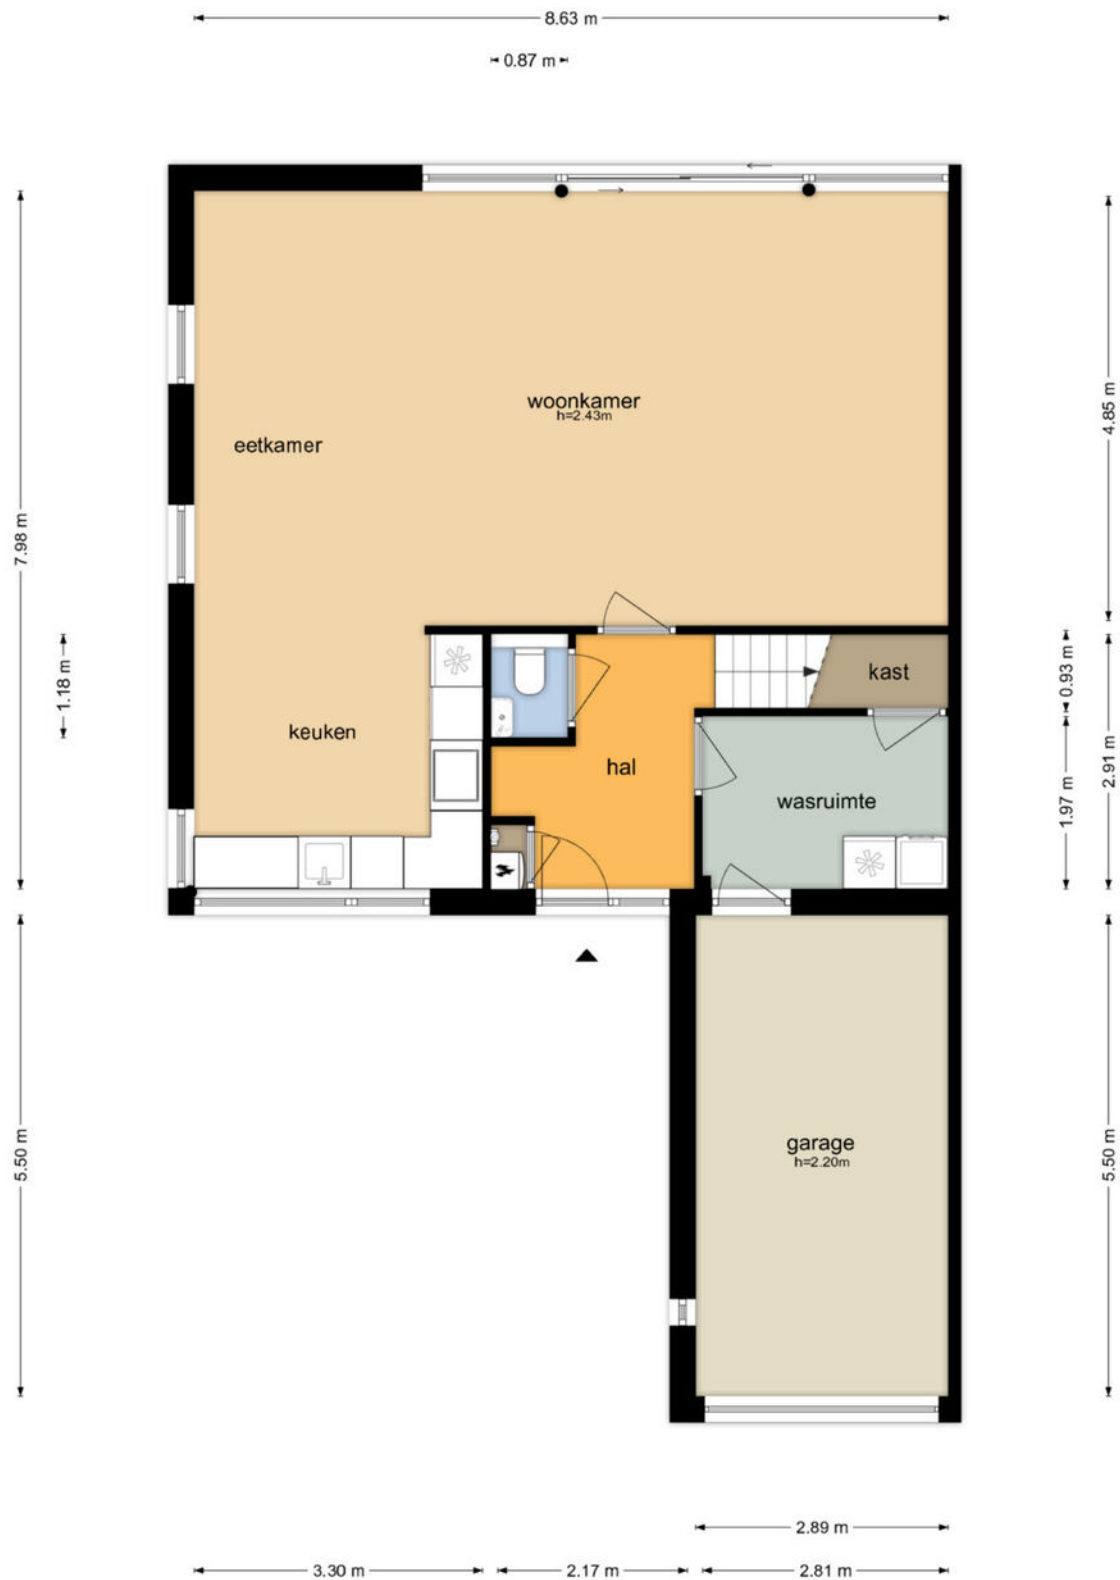 8.63 m
0.87 m
woonkamer
h=2.43m
4.85 m
eetkamer
7.98 m
1.18 m
0.93 m
kast
keuken
hal
2.91 m
1.97 m
wasruimte
5.50 m
garage
h=2.20m
5.50 m
2.89 m
3.30 m
2.17 m
2.81 m